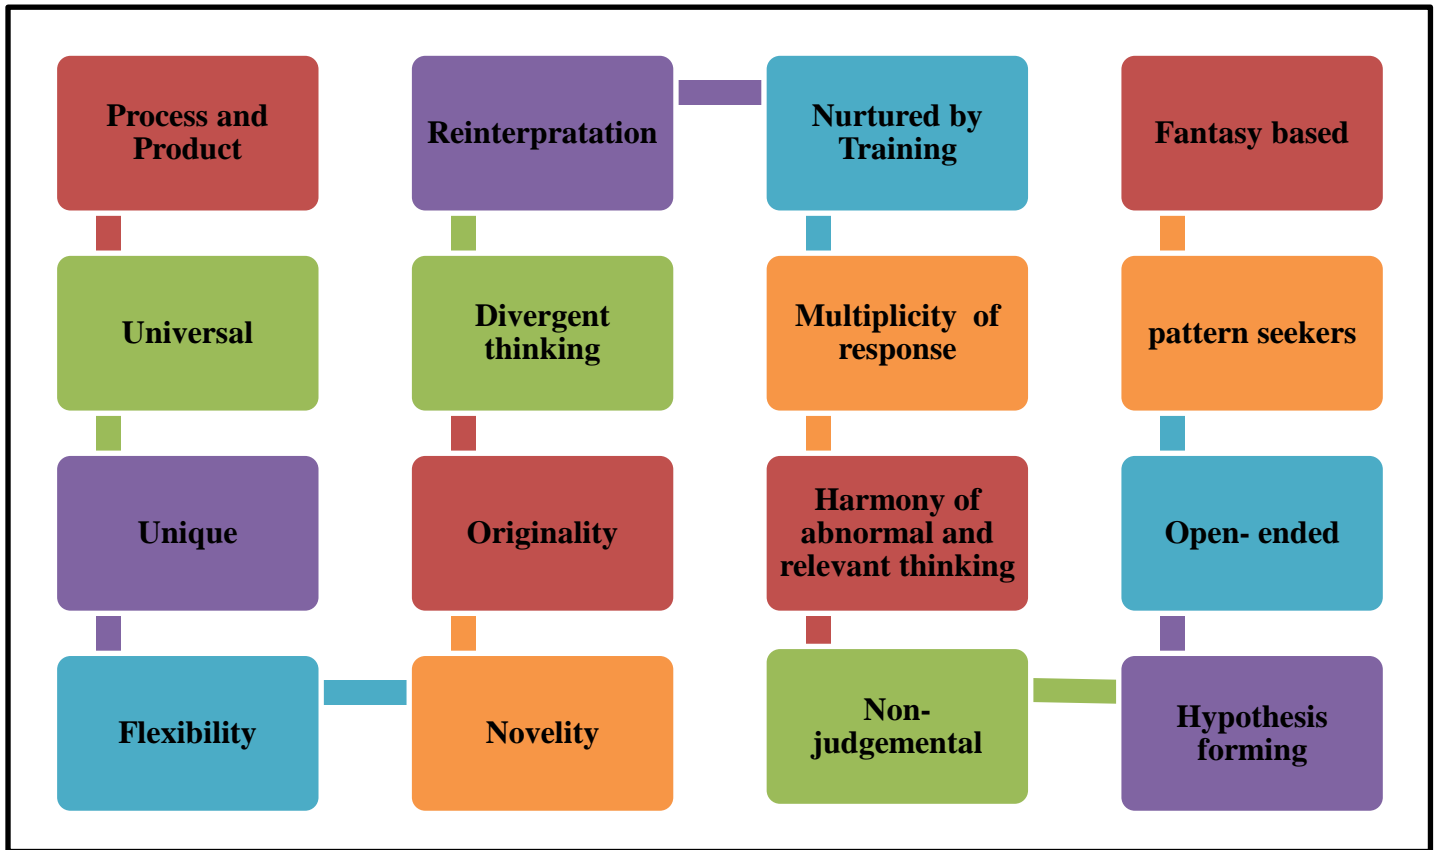 Process and
Product
Universal
Unique
Flexibility
Novelity
Originality
Divergent
thinking
Reinterpratation
Nurtured by
Training
Multiplicity of
response
Harmony of
abnormal and
relevant thinking
Non-
judgemental
Hypothesis
forming
Open- ended
pattern seekers
Fantasy based